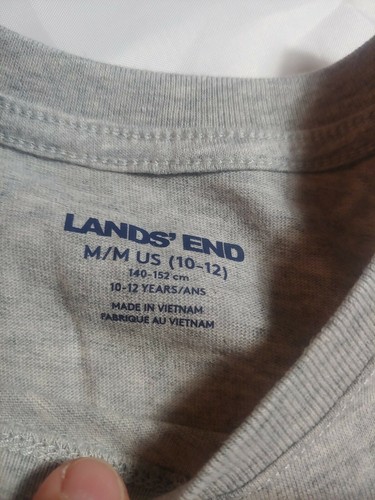 LANDS' END
M/M US (10-12)
140-152 cm
10-12 YEARS/ANS
MADE IN VIETNAM
FABRIQUE AU VIETNAM